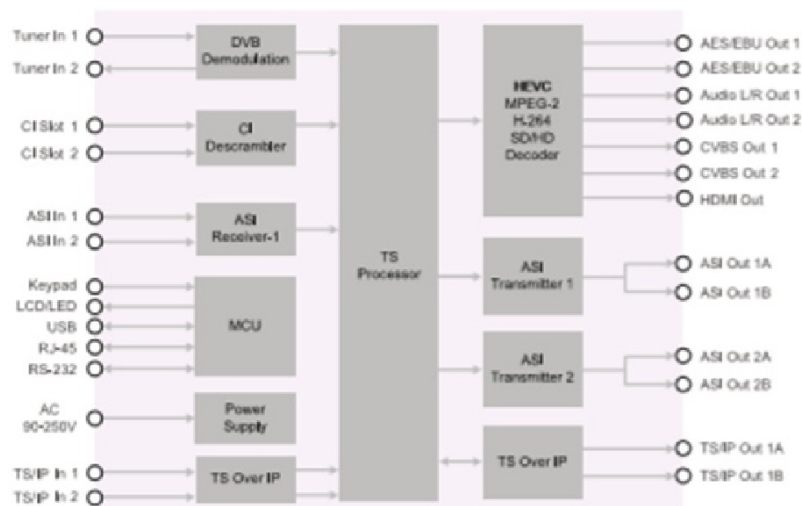 Tuner In 1
Tuner In 2
DVB
Demodulation
CI Slot 1
CI Slot 2
CI
Descrambler
ASI In 1
ASI In 2
ASI
Receiver-1
Keypad
LCD/LED
USB
RJ-45
RS-232
MCU
AC
90-250V
Power
Supply
TS/IP In 1
TS/IP In 2
TS Over IP
TS
Processor
HEVC
MPEG-2
H-264
SD/HD
Decoder
ASI
Transmitter 1
ASI
Transmitter 2
TS Over IP
AES/EBU Out 1
AES/EBU Out 2
Audio L/R Out 1
Audio L/R Out 2
CVBS Out 1
CVBS Out 2
HDMI Out
ASI Out 1A
ASI Out 1B
ASI Out 2A
ASI Out 2B
TS/IP Out 1A
TS/IP Out 1B